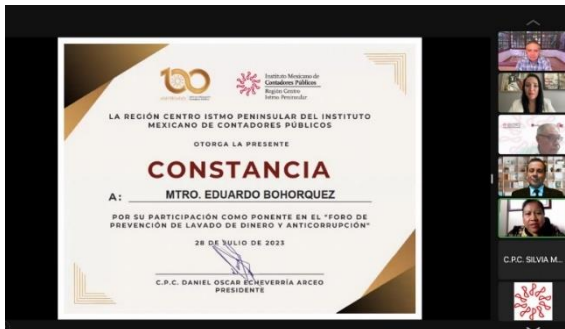 100
Instituto Mexicano de
Contadores Públicos
Región Centro
Istmo Peninsular
LA REGIÓN CENTRO ISTMO PENINSULAR DEL INSTITUTO
MEXICANO DE CONTADORES PÚBLICOS
OTORGA LA PRESENTE
CONSTANCIA
A: MTRO. EDUARDO BOHORQUEZ
POR SU PARTICIPACIÓN COMO PONENTE EN EL "FORO DE
PREVENCIÓN DE LAVADO DE DINERO Y ANTICORRUPCIÓN"
28 DE JULIO DE 2023
C.P.C. DANIEL OSCAR ECHEVERRÍA ARCEO
PRESIDENTE
C.P.C. SILVIA M...